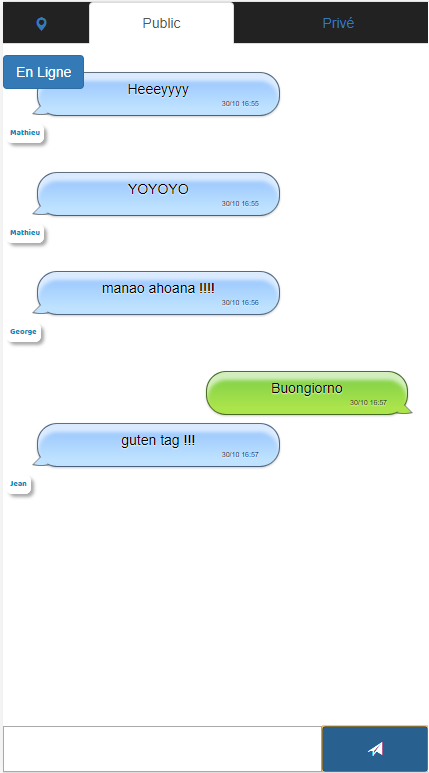 Public
Privé
En Ligne
Heeeyyyy
30/10 16:55
Mathieu
YOYOYO
30/10 16:55
Mathieu
manao ahoana !!!!
30/10 16:56
George
Buongiorno
30/10 16:57
guten tag !!!
30/10 16:57
Jean